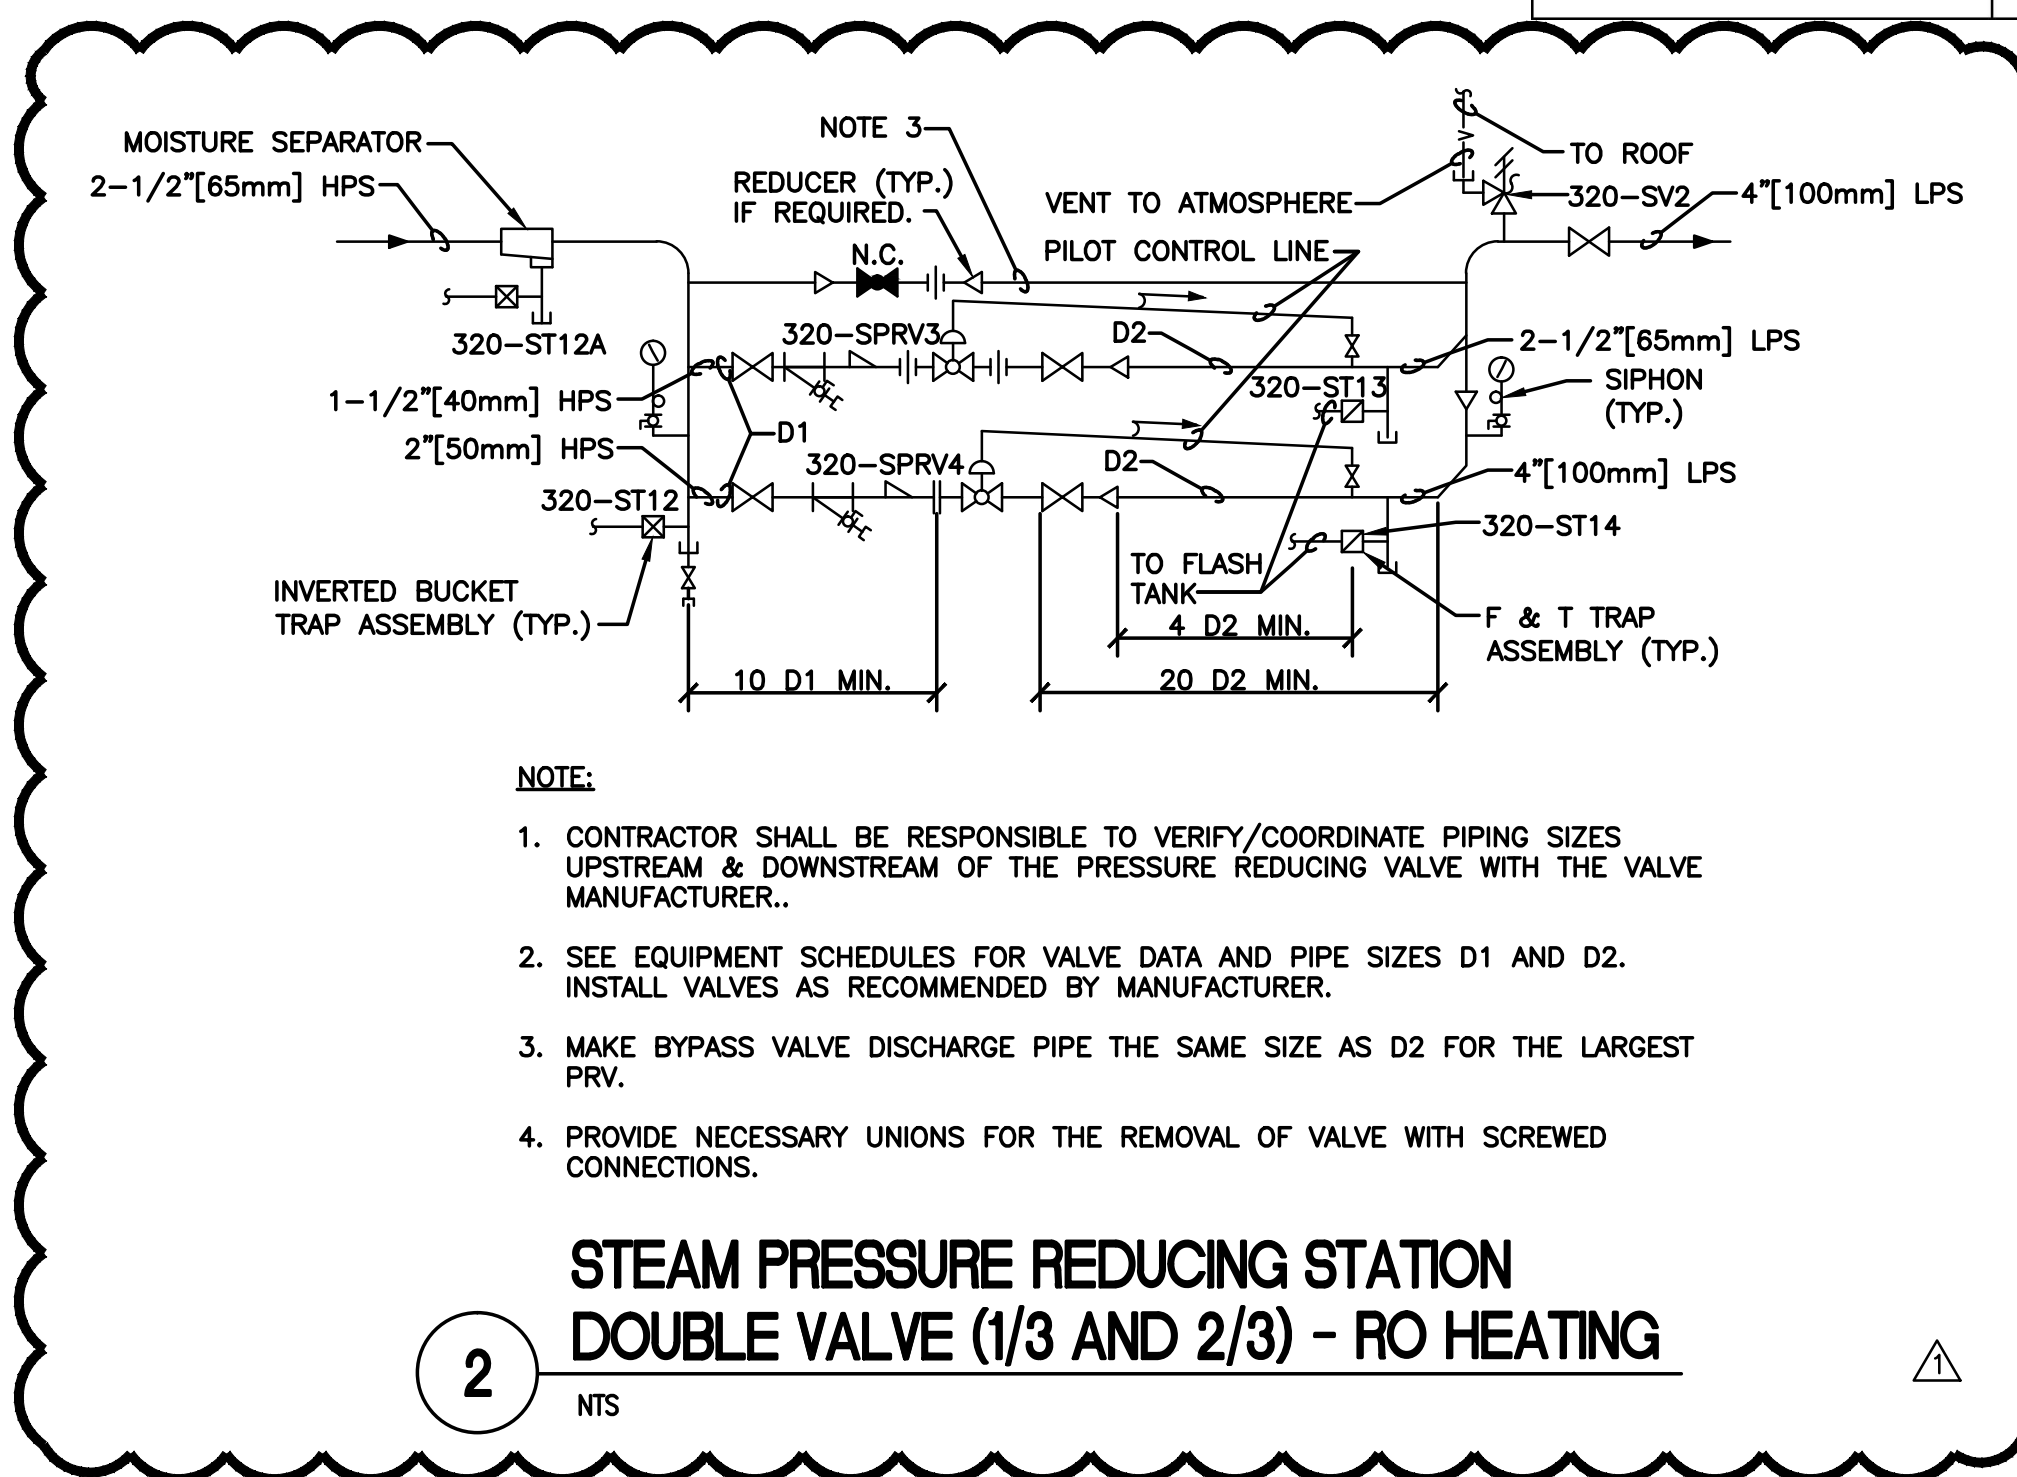 NOTE 3
MOISTURE SEPARATOR
2-1/2"[65mm] HPS
REDUCER (TYP.)
IF REQUIRED.
N.C.
VENT TO ATMOSPHERE
PILOT CONTROL LINE
V
TO ROOF
320-SV2
4"[100mm] LPS
320-ST12A
320-SPRV3
D2
2-1/2"[65mm] LPS
SIPHON
(TYP.)
1-1/2"[40mm] HPS
320-ST13
D1
2"[50mm] HPS
320-SPRV4
D2
4"[100mm] LPS
320-ST12
320-ST14
TO FLASH
TANK
INVERTED BUCKET
TRAP ASSEMBLY (TYP.)
F & T TRAP
ASSEMBLY (TYP.)
4 D2 MIN.
10 D1 MIN.
20 D2 MIN.
NOTE:
1. CONTRACTOR SHALL BE RESPONSIBLE TO VERIFY/COORDINATE PIPING SIZES
UPSTREAM & DOWNSTREAM OF THE PRESSURE REDUCING VALVE WITH THE VALVE
MANUFACTURER..
2. SEE EQUIPMENT SCHEDULES FOR VALVE DATA AND PIPE SIZES D1 AND D2.
INSTALL VALVES AS RECOMMENDED BY MANUFACTURER.
3. MAKE BYPASS VALVE DISCHARGE PIPE THE SAME SIZE AS D2 FOR THE LARGEST
PRV.
4. PROVIDE NECESSARY UNIONS FOR THE REMOVAL OF VALVE WITH SCREWED
CONNECTIONS.
STEAM PRESSURE REDUCING STATION
DOUBLE VALVE (1/3 AND 2/3) - RO HEATING
2
NTS
1